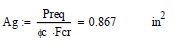 Ag := Preq / ϕc ⋅Fcr = 0.867 in²